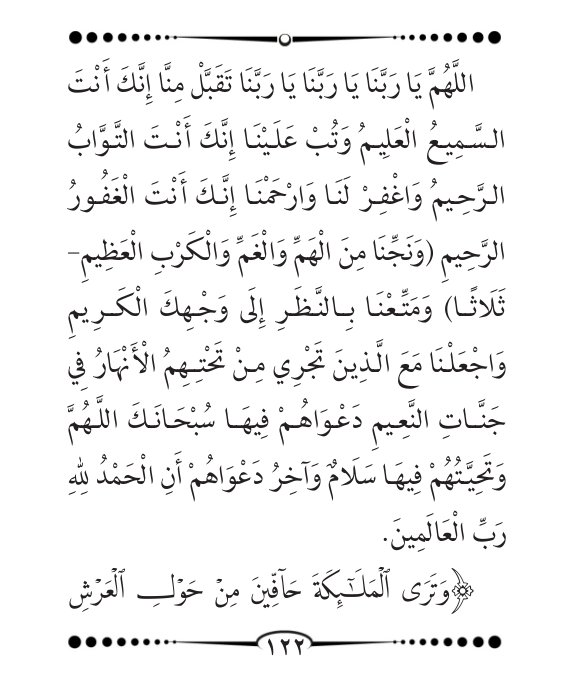 اللَّهُمَّ يَا رَبَّنَا يَا رَبَّنَا يَا رَبَّنَا تَقَبَّلْ مِنَّا إِنَّكَ أَنْتَ
السَّمِيعُ الْعَلِيمُ وَتُبْ عَلَيْنَا إِنَّكَ أَنْتَ التَّوَّابُ
الرَّحِيمُ وَاغْفِرْ لَنَا وَارْحَمْنَا إِنَّكَ أَنْتَ الْغَفُورُ
الرَّحِيمِ (وَنَجِّنَا مِنَ الْهَمِّ وَالْغَمِّ وَالْكَرْبِ الْعَظِيمِ-
ثَلَاثًا) وَمَتِّعْنَا بِالنَّظَرِ إِلَى وَجْهِكَ الْكَرِيمِ
وَاجْعَلْنَا مَعَ الَّذِينَ تَجْرِي مِنْ تَحْتِهِمُ الْأَنْهَارُ فِي
جَنَّاتِ النَّعِيمِ دَعْوَاهُمْ فِيهَا سُبْحَانَكَ اللَّهُمَّ
وَتَحِيَّتُهُمْ فِيهَا سَلَامٌ وَآخِرُ دَعْوَاهُمْ أَنِ الْحَمْدُ لِلهِ
رَبِّ الْعَالَمِينَ.
﴿وَتَرَى ٱلْمَلَـٰٓئِكَةَ حَآفِّينَ مِنْ حَوْلِ ٱلْعَرْشِ
١٢٢